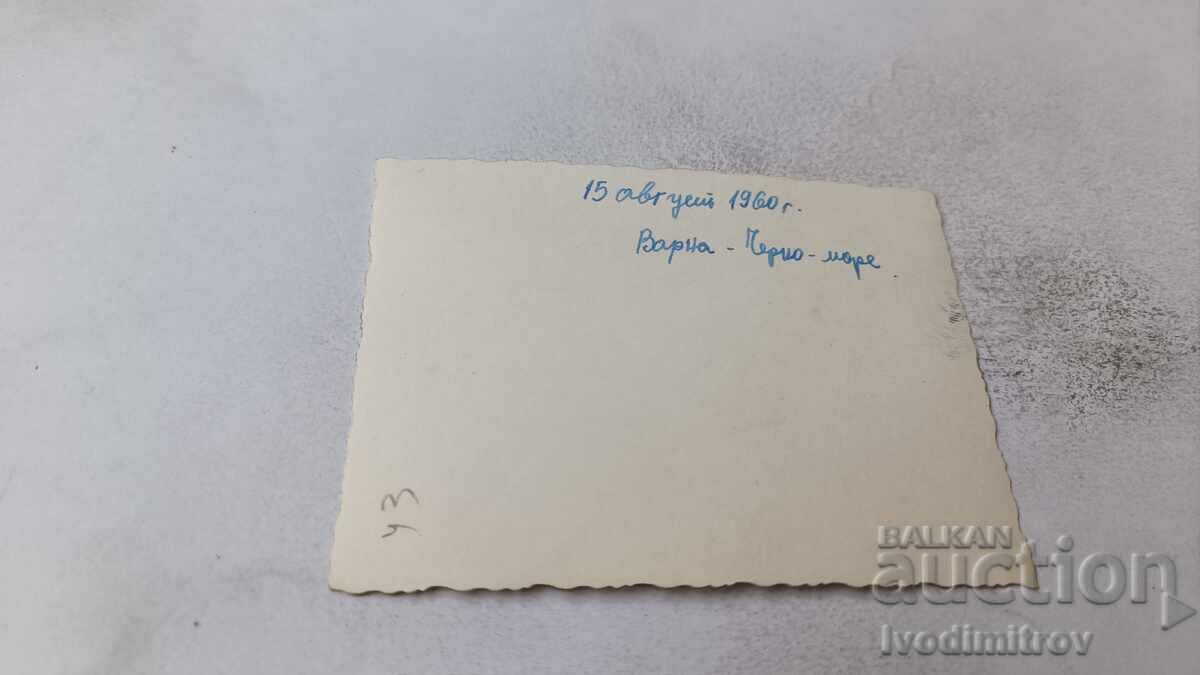 15 август 1960 г.
Варна - Черно - море.
43
BALKAN
auction
Ivodimitrov